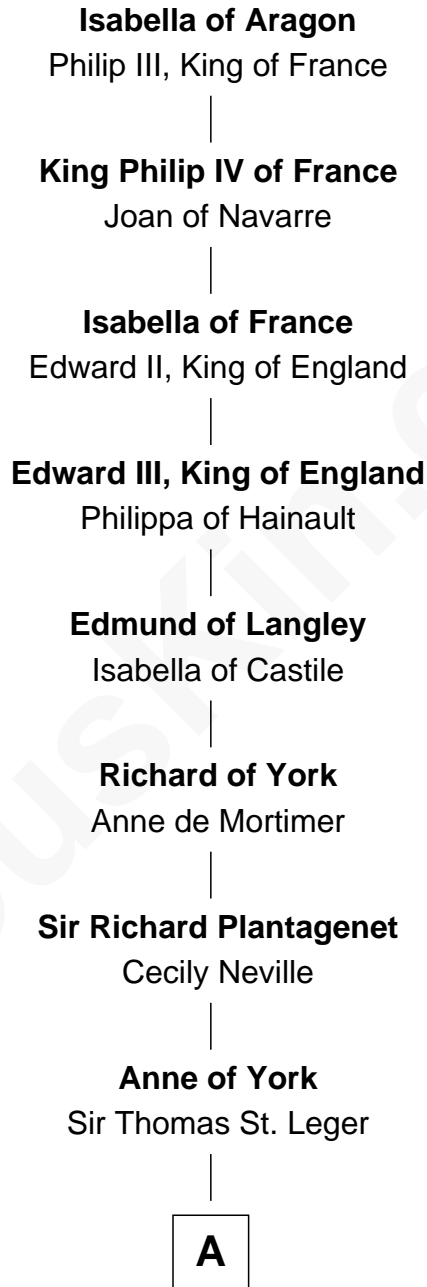 Isabella of Aragon
Philip III, King of France
King Philip IV of France
Joan of Navarre
Isabella of France
Edward II, King of England
Edward III, King of England
Philippa of Hainault
Edmund of Langley
Isabella of Castile
Richard of York
Anne de Mortimer
Sir Richard Plantagenet
Cecily Neville
Anne of York
Sir Thomas St. Leger
A